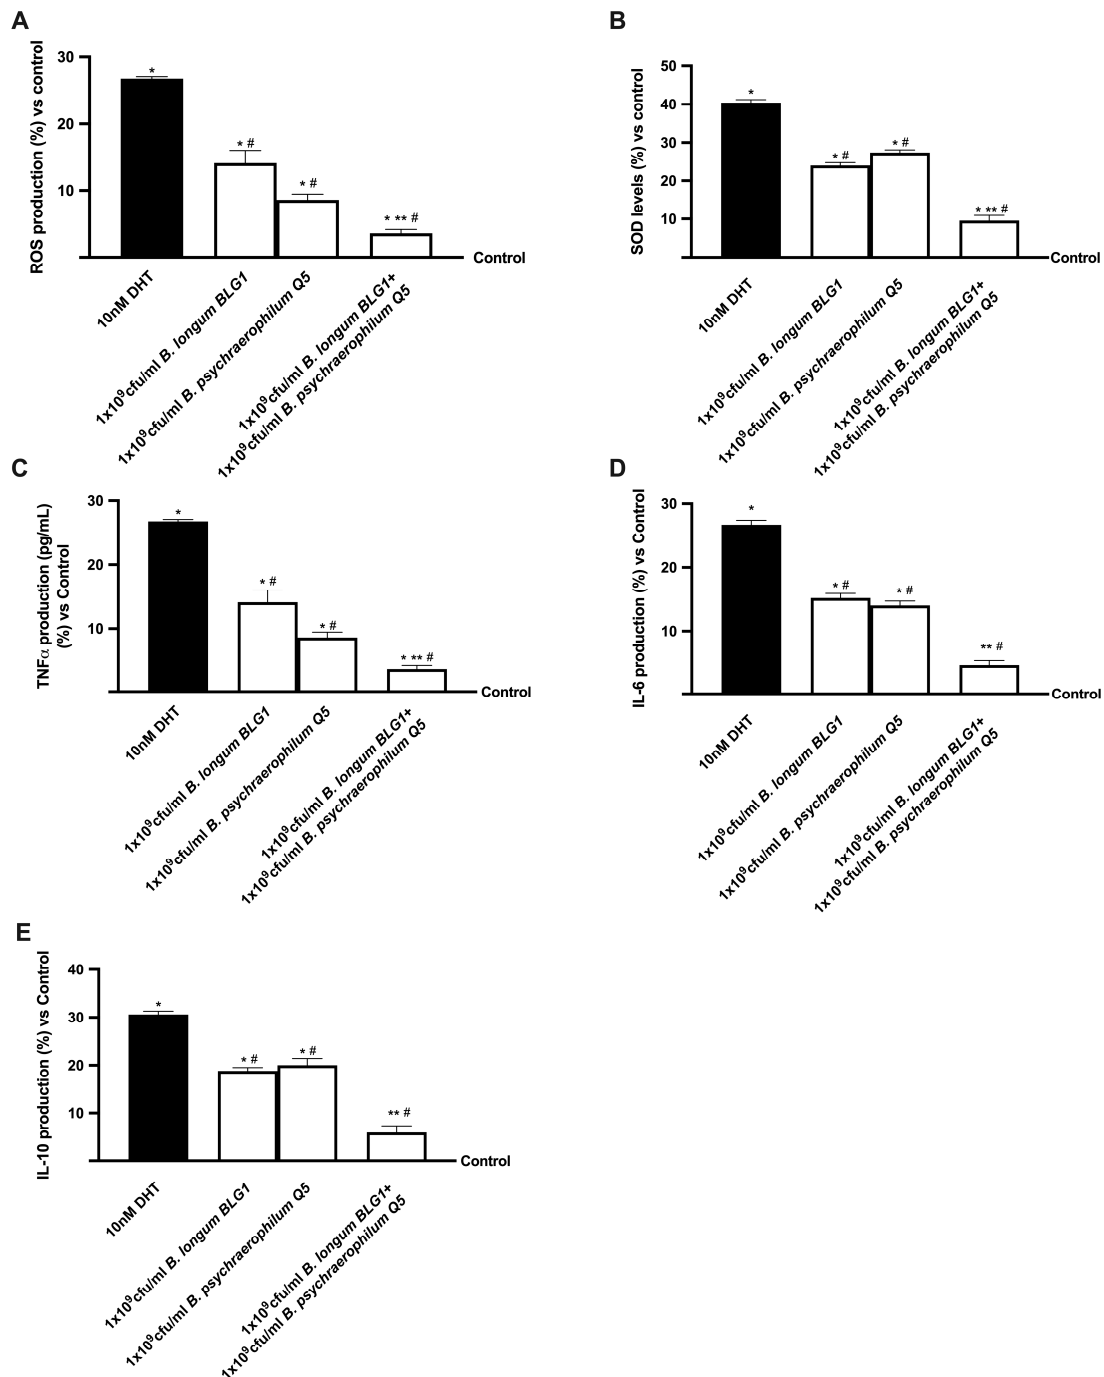 A
ROS production (%) vs control
30
20
10
*
* #
* #
* ** #
Control
10nM DHT
1x10⁹cfu/ml B. longum BLG1
1x10⁹cfu/ml B. psychraerophilum Q5
1x10⁹cfu/ml B. longum BLG1+
1x10⁹cfu/ml B. psychraerophilum Q5
B
SOD levels (%) vs control
50
40
30
20
10
*
* #
* #
* ** #
Control
10nM DHT
1x10⁹cfu/ml B. longum BLG1
1x10⁹cfu/ml B. psychraerophilum Q5
1x10⁹cfu/ml B. longum BLG1+
1x10⁹cfu/ml B. psychraerophilum Q5
C
TNFα production (pg/mL)
(%) vs Control
30
20
10
*
* #
* #
* ** #
Control
10nM DHT
1x10⁹cfu/ml B. longum BLG1
1x10⁹cfu/ml B. psychraerophilum Q5
1x10⁹cfu/ml B. longum BLG1+
1x10⁹cfu/ml B. psychraerophilum Q5
D
IL-6 production (%) vs Control
30
20
10
*
* #
* #
** #
Control
10nM DHT
1x10⁹cfu/ml B. longum BLG1
1x10⁹cfu/ml B. psychraerophilum Q5
1x10⁹cfu/ml B. longum BLG1+
1x10⁹cfu/ml B. psychraerophilum Q5
E
IL-10 production (%) vs Control
40
30
20
10
*
* #
* #
** #
Control
10nM DHT
1x10⁹cfu/ml B. longum BLG1
1x10⁹cfu/ml B. psychraerophilum Q5
1x10⁹cfu/ml B. longum BLG1+
1x10⁹cfu/ml B. psychraerophilum Q5